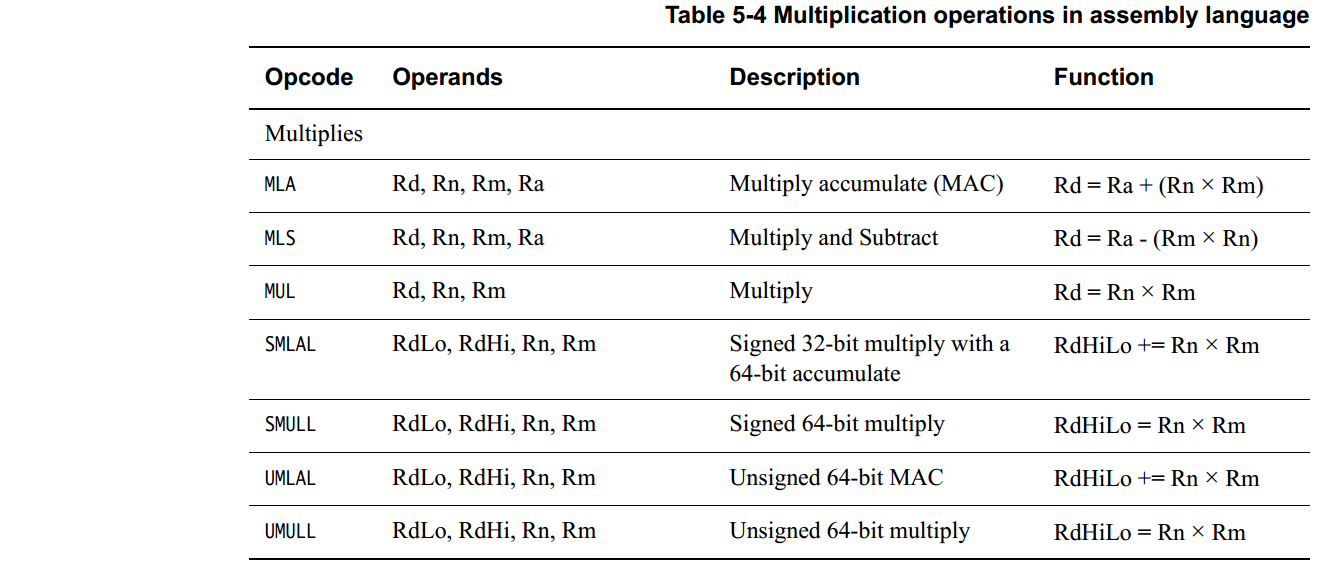 Table 5-4 Multiplication operations in assembly language
Opcode Operands Description Function
Multiplies
MLA Rd, Rn, Rm, Ra Multiply accumulate (MAC) Rd = Ra + (Rn × Rm)
MLS Rd, Rn, Rm, Ra Multiply and Subtract Rd = Ra - (Rm × Rn)
MUL Rd, Rn, Rm Multiply Rd = Rn × Rm
SMLAL RdLo, RdHi, Rn, Rm Signed 32-bit multiply with a RdHiLo += Rn × Rm
64-bit accumulate
SMULL RdLo, RdHi, Rn, Rm Signed 64-bit multiply RdHiLo = Rn × Rm
UMLAL RdLo, RdHi, Rn, Rm Unsigned 64-bit MAC RdHiLo += Rn × Rm
UMULL RdLo, RdHi, Rn, Rm Unsigned 64-bit multiply RdHiLo = Rn × Rm